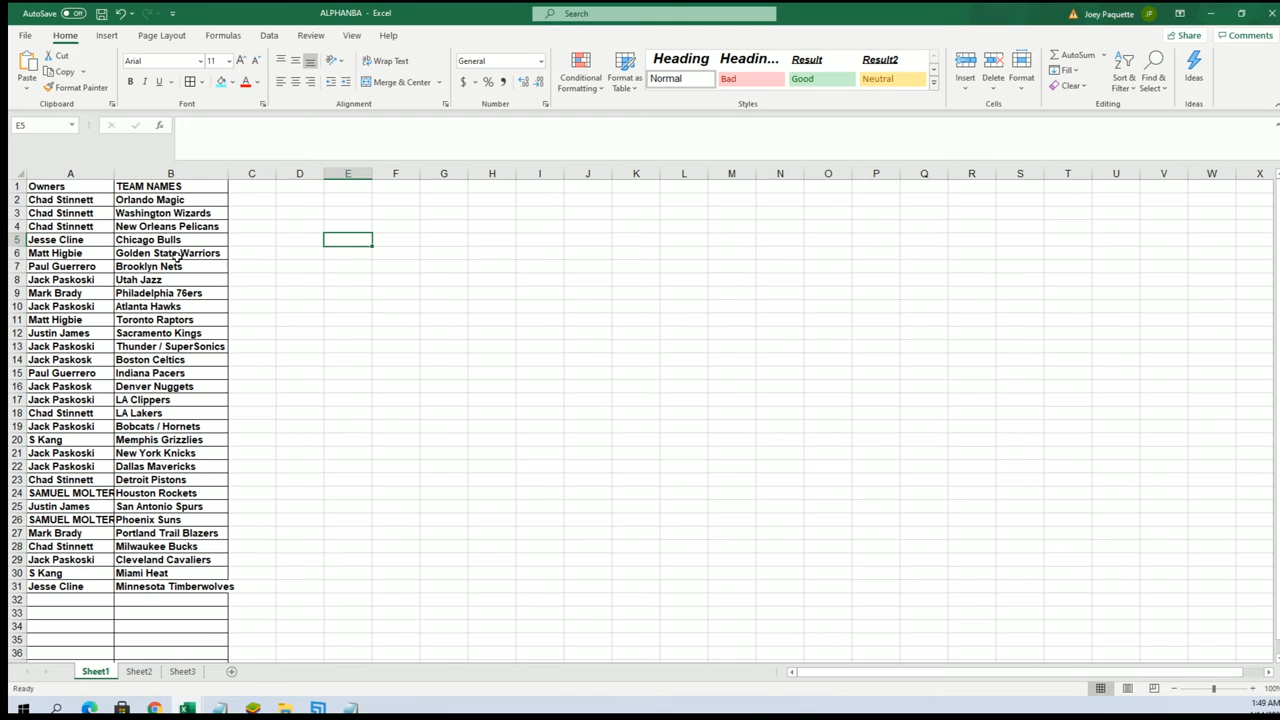 AutoSave Off ALPHANBA - Excel Search Joey Paquette JP
File Home Insert Page Layout Formulas Data Review View Help Share Comments
Paste Cut Copy Format Painter Clipboard
Arial 11 B I U A Font
Wrap Text Merge & Center Alignment
General $ % Number
Conditional Formatting Format as Table
Heading Headin... Result Result2
Normal Bad Good Neutral Styles
Insert Delete Format Cells
AutoSum Fill Clear Sort & Filter Find & Select Editing
Ideas Ideas
E5 fx
A B C D E F G H I J K L M N O P Q R S T U V W X
1 Owners TEAM NAMES
2 Chad Stinnett Orlando Magic
3 Chad Stinnett Washington Wizards
4 Chad Stinnett New Orleans Pelicans
5 Jesse Cline Chicago Bulls
6 Matt Higbie Golden State Warriors
7 Paul Guerrero Brooklyn Nets
8 Jack Paskoski Utah Jazz
9 Mark Brady Philadelphia 76ers
10 Jack Paskoski Atlanta Hawks
11 Matt Higbie Toronto Raptors
12 Justin James Sacramento Kings
13 Jack Paskoski Thunder / SuperSonics
14 Jack Paskosk Boston Celtics
15 Paul Guerrero Indiana Pacers
16 Jack Paskosk Denver Nuggets
17 Jack Paskoski LA Clippers
18 Chad Stinnett LA Lakers
19 Jack Paskoski Bobcats / Hornets
20 S Kang Memphis Grizzlies
21 Jack Paskoski New York Knicks
22 Jack Paskoski Dallas Mavericks
23 Chad Stinnett Detroit Pistons
24 SAMUEL MOLTER Houston Rockets
25 Justin James San Antonio Spurs
26 SAMUEL MOLTER Phoenix Suns
27 Mark Brady Portland Trail Blazers
28 Chad Stinnett Milwaukee Bucks
29 Jack Paskoski Cleveland Cavaliers
30 S Kang Miami Heat
31 Jesse Cline Minnesota Timberwolves
32
33
34
35
36
Sheet1 Sheet2 Sheet3
Ready 100%
1:49 AM